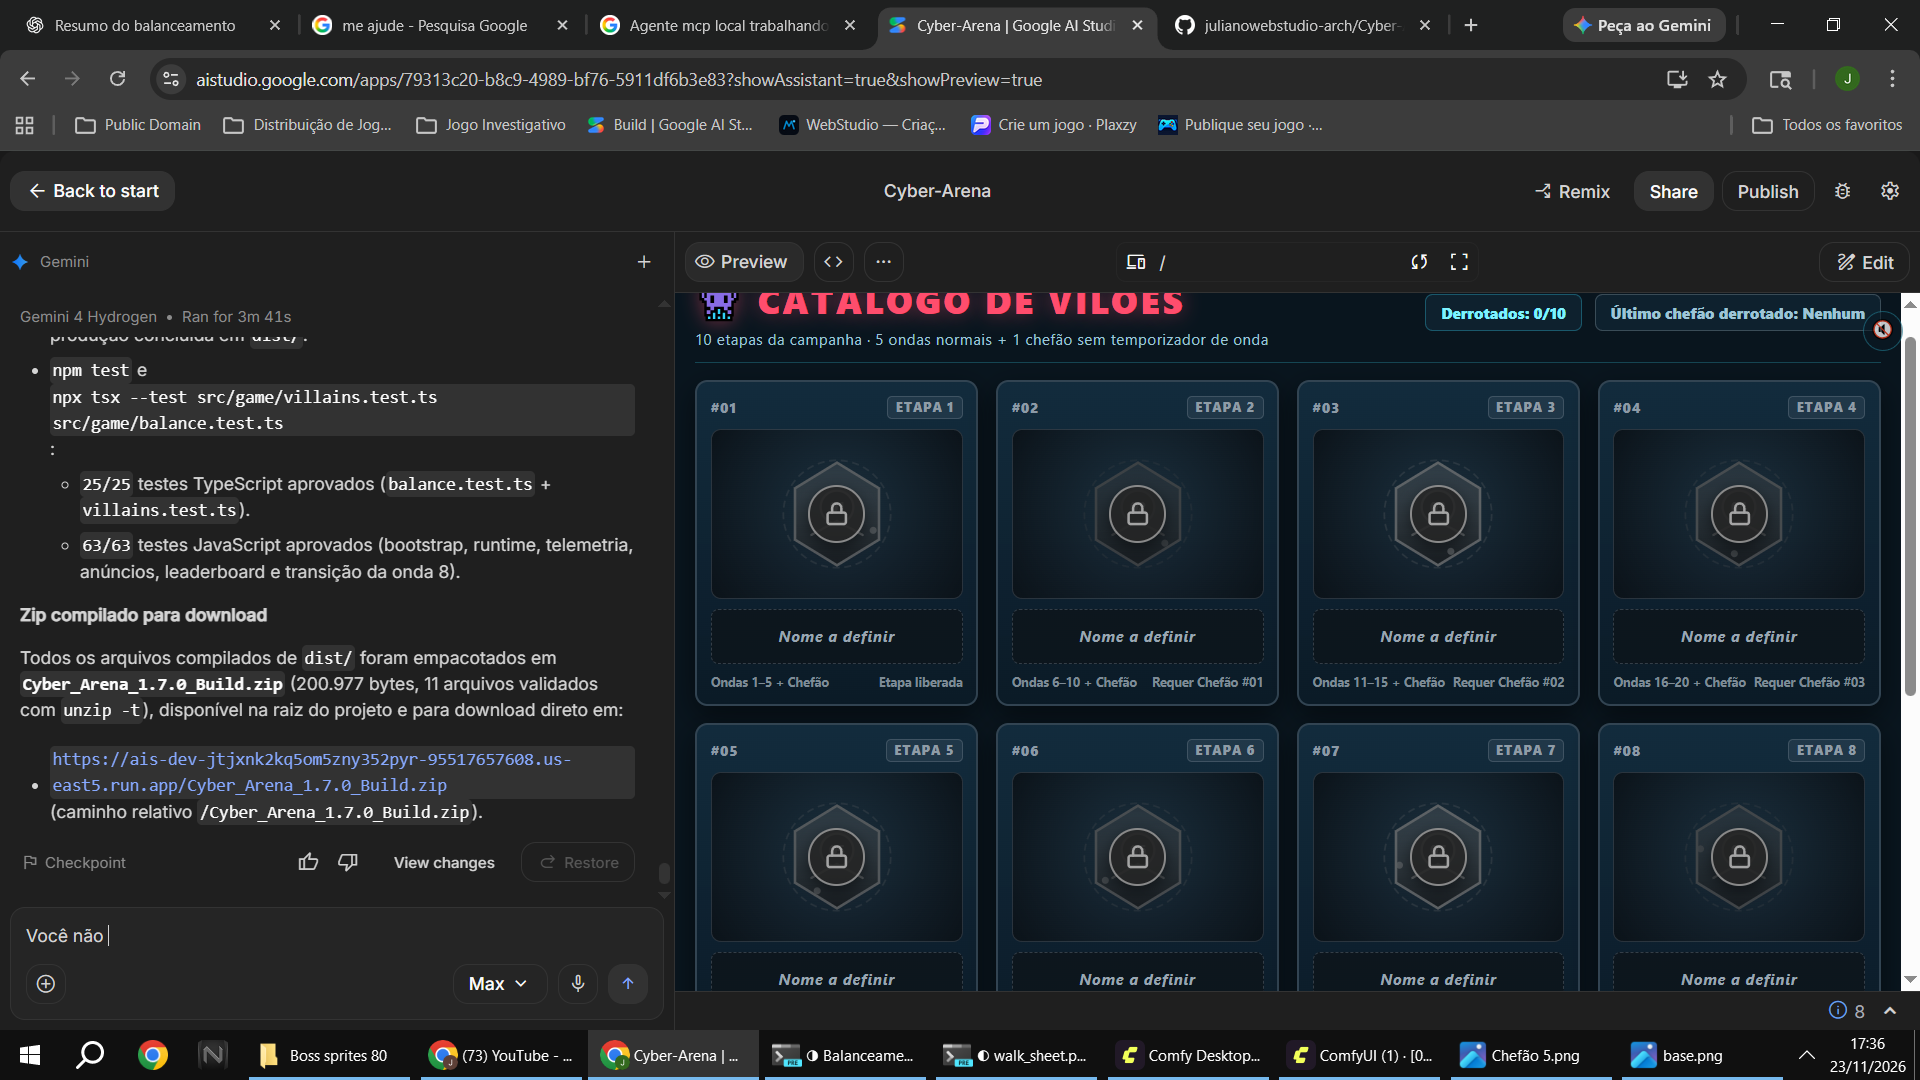 Resumo do balanceamento
me ajude - Pesquisa Google
Agente mcp local trabalhando
Cyber-Arena | Google AI Studi
julianowebstudio-arch/Cyber-
Peça ao Gemini
aistudio.google.com/apps/79313c20-b8c9-4989-bf76-5911df6b3e83?showAssistant=true&showPreview=true
J
Public Domain
Distribuição de Jog...
Jogo Investigativo
Build | Google AI St...
WebStudio — Criaç...
Crie um jogo · Plaxzy
Publique seu jogo ·...
Todos os favoritos
Back to start
Cyber-Arena
Remix
Share
Publish
Gemini
Preview
/
Edit
Gemini 4 Hydrogen • Ran for 3m 41s
produção concluída em dist/.
npm test e
npx tsx --test src/game/villains.test.ts
src/game/balance.test.ts
:
25/25 testes TypeScript aprovados (balance.test.ts +
villains.test.ts).
63/63 testes JavaScript aprovados (bootstrap, runtime, telemetria,
anúncios, leaderboard e transição da onda 8).
Zip compilado para download
Todos os arquivos compilados de dist/ foram empacotados em
Cyber_Arena_1.7.0_Build.zip (200.977 bytes, 11 arquivos validados
com unzip -t), disponível na raiz do projeto e para download direto em:
https://ais-dev-jtjxnk2kq5om5zny352pyr-95517657608.us-
east5.run.app/Cyber_Arena_1.7.0_Build.zip
(caminho relativo /Cyber_Arena_1.7.0_Build.zip).
Checkpoint
View changes
Restore
Você não
Max
CATÁLOGO DE VILÕES
10 etapas da campanha · 5 ondas normais + 1 chefão sem temporizador de onda
Derrotados: 0/10
Último chefão derrotado: Nenhum
#01
ETAPA 1
Nome a definir
Ondas 1–5 + Chefão
Etapa liberada
#02
ETAPA 2
Nome a definir
Ondas 6–10 + Chefão
Requer Chefão #01
#03
ETAPA 3
Nome a definir
Ondas 11–15 + Chefão
Requer Chefão #02
#04
ETAPA 4
Nome a definir
Ondas 16–20 + Chefão
Requer Chefão #03
#05
ETAPA 5
Nome a definir
#06
ETAPA 6
Nome a definir
#07
ETAPA 7
Nome a definir
#08
ETAPA 8
Nome a definir
8
Boss sprites 80
(73) YouTube - ...
Cyber-Arena | ...
Balanceame...
walk_sheet.p...
Comfy Desktop...
ComfyUI (1) · [0...
Chefão 5.png
base.png
17:36
23/11/2026